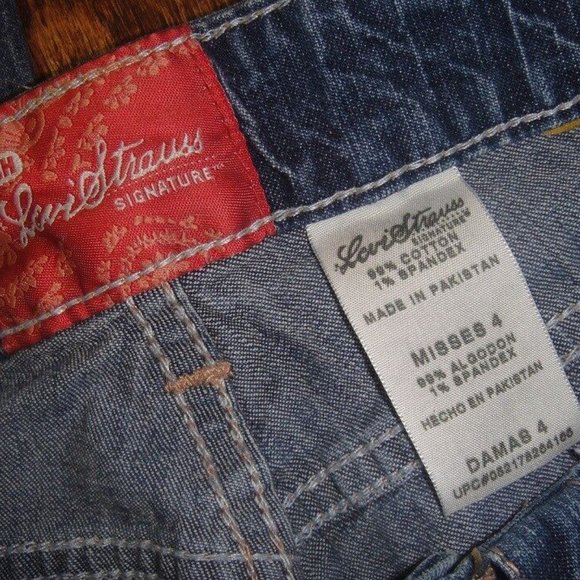 Levi Strauss
SIGNATURE™
Levi Strauss
SIGNATURE
99% COTTON
1% SPANDEX
MADE IN PAKISTAN
MISSES 4
99% ALGODON
1% SPANDEX
HECHO EN PAKISTAN
DAMAS 4